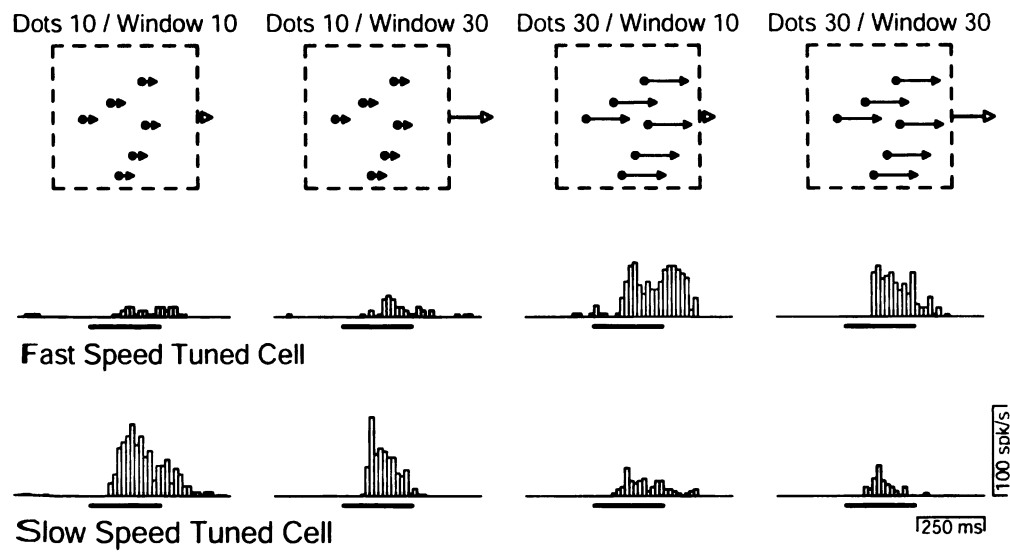 Dots 10 / Window 10
Dots 10 / Window 30
Dots 30 / Window 10
Dots 30 / Window 30
Fast Speed Tuned Cell
100 spk/s
Slow Speed Tuned Cell
250 ms